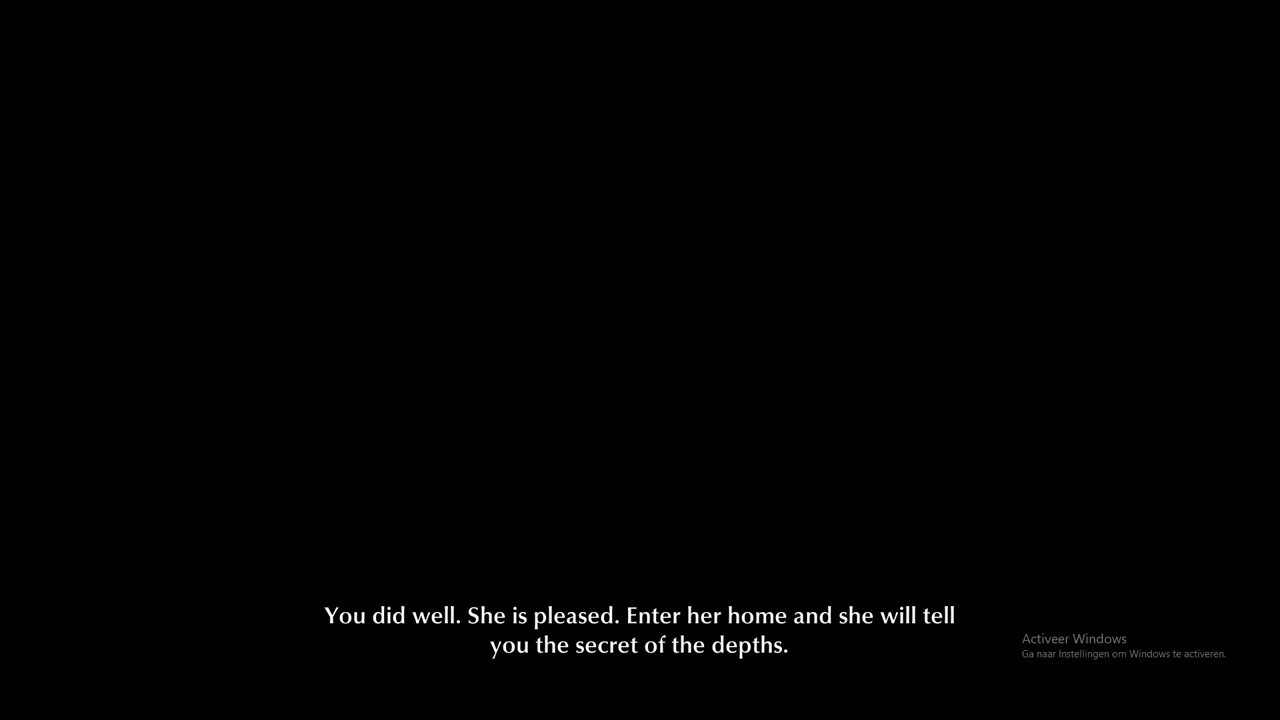 You did well. She is pleased. Enter her home and she will tell
you the secret of the depths.
Activeer Windows
Ga naar Instellingen om Windows te activeren.